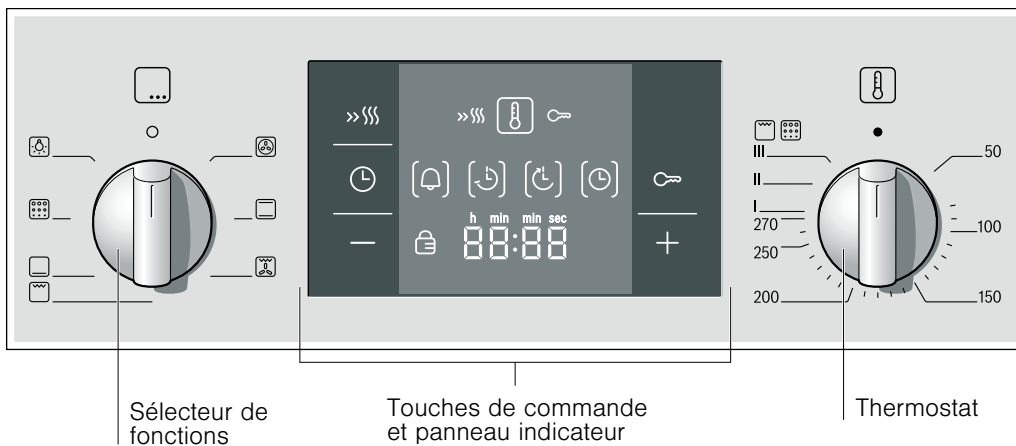 h min min sec
88:88
III
II
I
270
250
200
50
100
150
Sélecteur de
fonctions
Touches de commande
et panneau indicateur
Thermostat